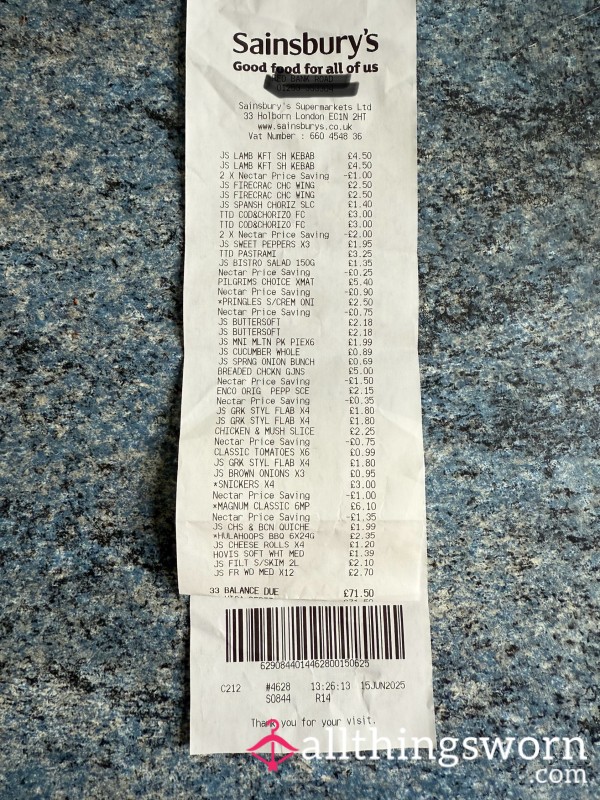 Sainsbury's
Good food for all of us
RED BANK ROAD
Sainsbury's Supermarkets Ltd
33 Holborn London EC1N 2HT
www.sainsburys.co.uk
Vat Number : 660 4548 36
JS LAMB KFT SH KEBAB £4.50
JS LAMB KFT SH KEBAB £4.50
2 X Nectar Price Saving -£1.00
JS FIRECRAC CHC WING £2.50
JS FIRECRAC CHC WING £2.50
JS SPANSH CHORIZ SLC £1.40
TTD COD&CHORIZO FC £3.00
TTD COD&CHORIZO FC £3.00
2 X Nectar Price Saving -£2.00
JS SWEET PEPPERS X3 £1.95
TTD PASTRAMI £3.25
JS BISTRO SALAD 150G £1.35
Nectar Price Saving -£0.25
PILGRIMS CHOICE XMAT £5.40
Nectar Price Saving -£0.90
*PRINGLES S/CREM ONI £2.50
Nectar Price Saving -£0.75
JS BUTTERSOFT £2.18
JS BUTTERSOFT £2.18
JS MNI MLTN PK PIEX6 £1.99
JS CUCUMBER WHOLE £0.89
JS SPRNG ONION BUNCH £0.69
BREADED CHCKN GJNS £5.00
Nectar Price Saving -£1.50
ENCO ORIG PEPP SCE £2.15
Nectar Price Saving -£0.35
JS GRK STYL FLAB X4 £1.80
JS GRK STYL FLAB X4 £1.80
CHICKEN & MUSH SLICE £2.25
Nectar Price Saving -£0.75
CLASSIC TOMATOES X6 £0.99
JS GRK STYL FLAB X4 £1.80
JS BROWN ONIONS X3 £0.95
*SNICKERS X4 £3.00
Nectar Price Saving -£1.00
*MAGNUM CLASSIC 6MP £6.10
Nectar Price Saving -£1.35
JS CHS & BCN QUICHE £1.99
*HULAHOOPS BBQ 6X24G £2.35
JS CHEESE ROLLS X4 £1.20
HOVIS SOFT WHT MED £1.39
JS FILT S/SKIM 2L £2.10
JS FR WO MED X12 £2.70
33 BALANCE DUE £71.50
6290844014462800150625
C212 #4628 13:26:13 15JUN2025
S0844 R14
Thank you for your visit.
allthingsworn
.com